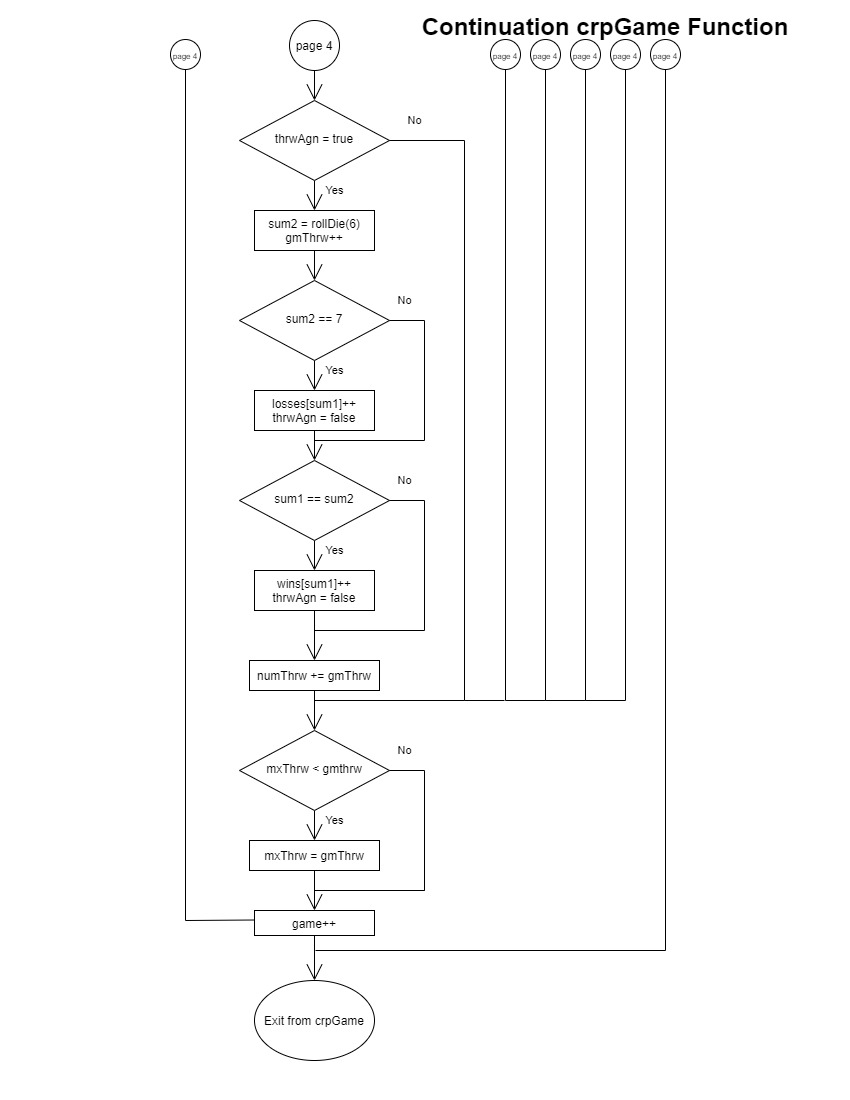 Continuation crpGame Function
page 4
page 4
page 4
page 4
page 4
page 4
page 4
thrwAgn = true
No
Yes
sum2 = rollDie(6)
gmThrw++
sum2 == 7
No
Yes
losses[sum1]++
thrwAgn = false
sum1 == sum2
No
Yes
wins[sum1]++
thrwAgn = false
numThrw += gmThrw
mxThrw < gmthrw
No
Yes
mxThrw = gmThrw
game++
Exit from crpGame